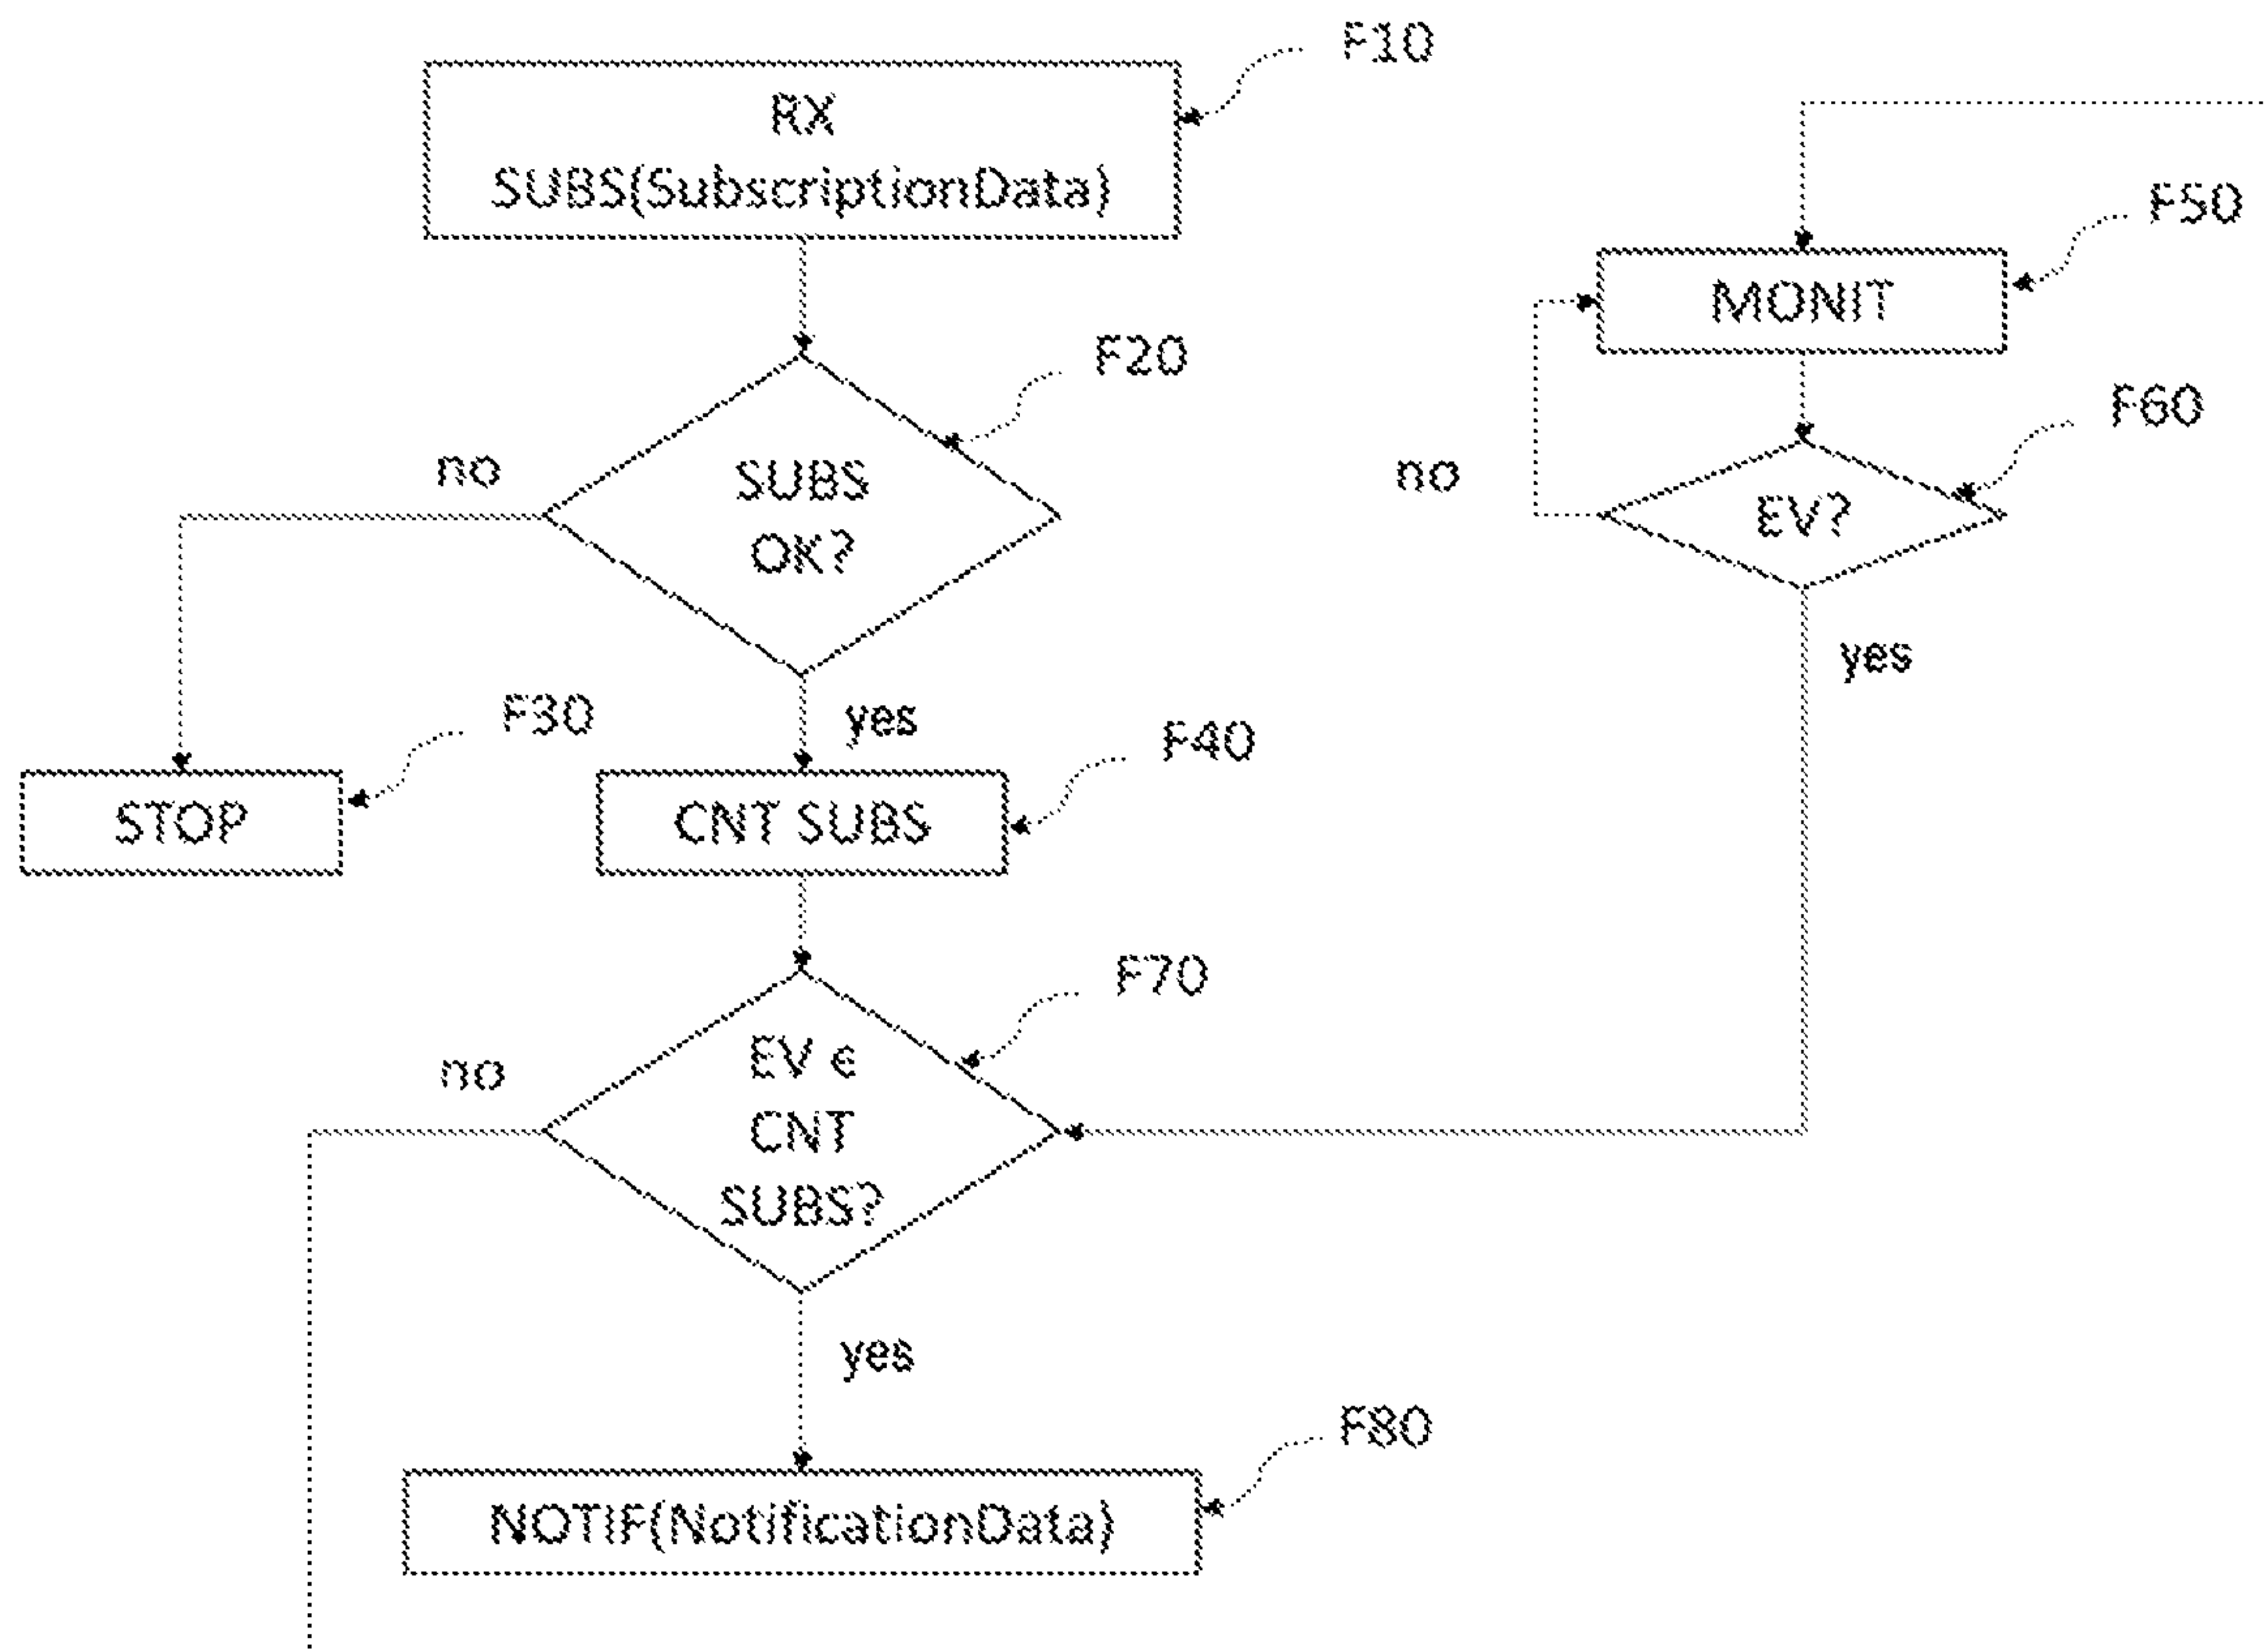 F10
RX
SUBS(SubscriptionData)
F50
MONIT
F20
F60
no
SUBS
OK?
no
EV?
yes
F30
yes
F40
STOP
CNT SUBS
F70
no
EV ϵ
CNT
SUBS?
yes
F80
NOTIF(NotificationData)